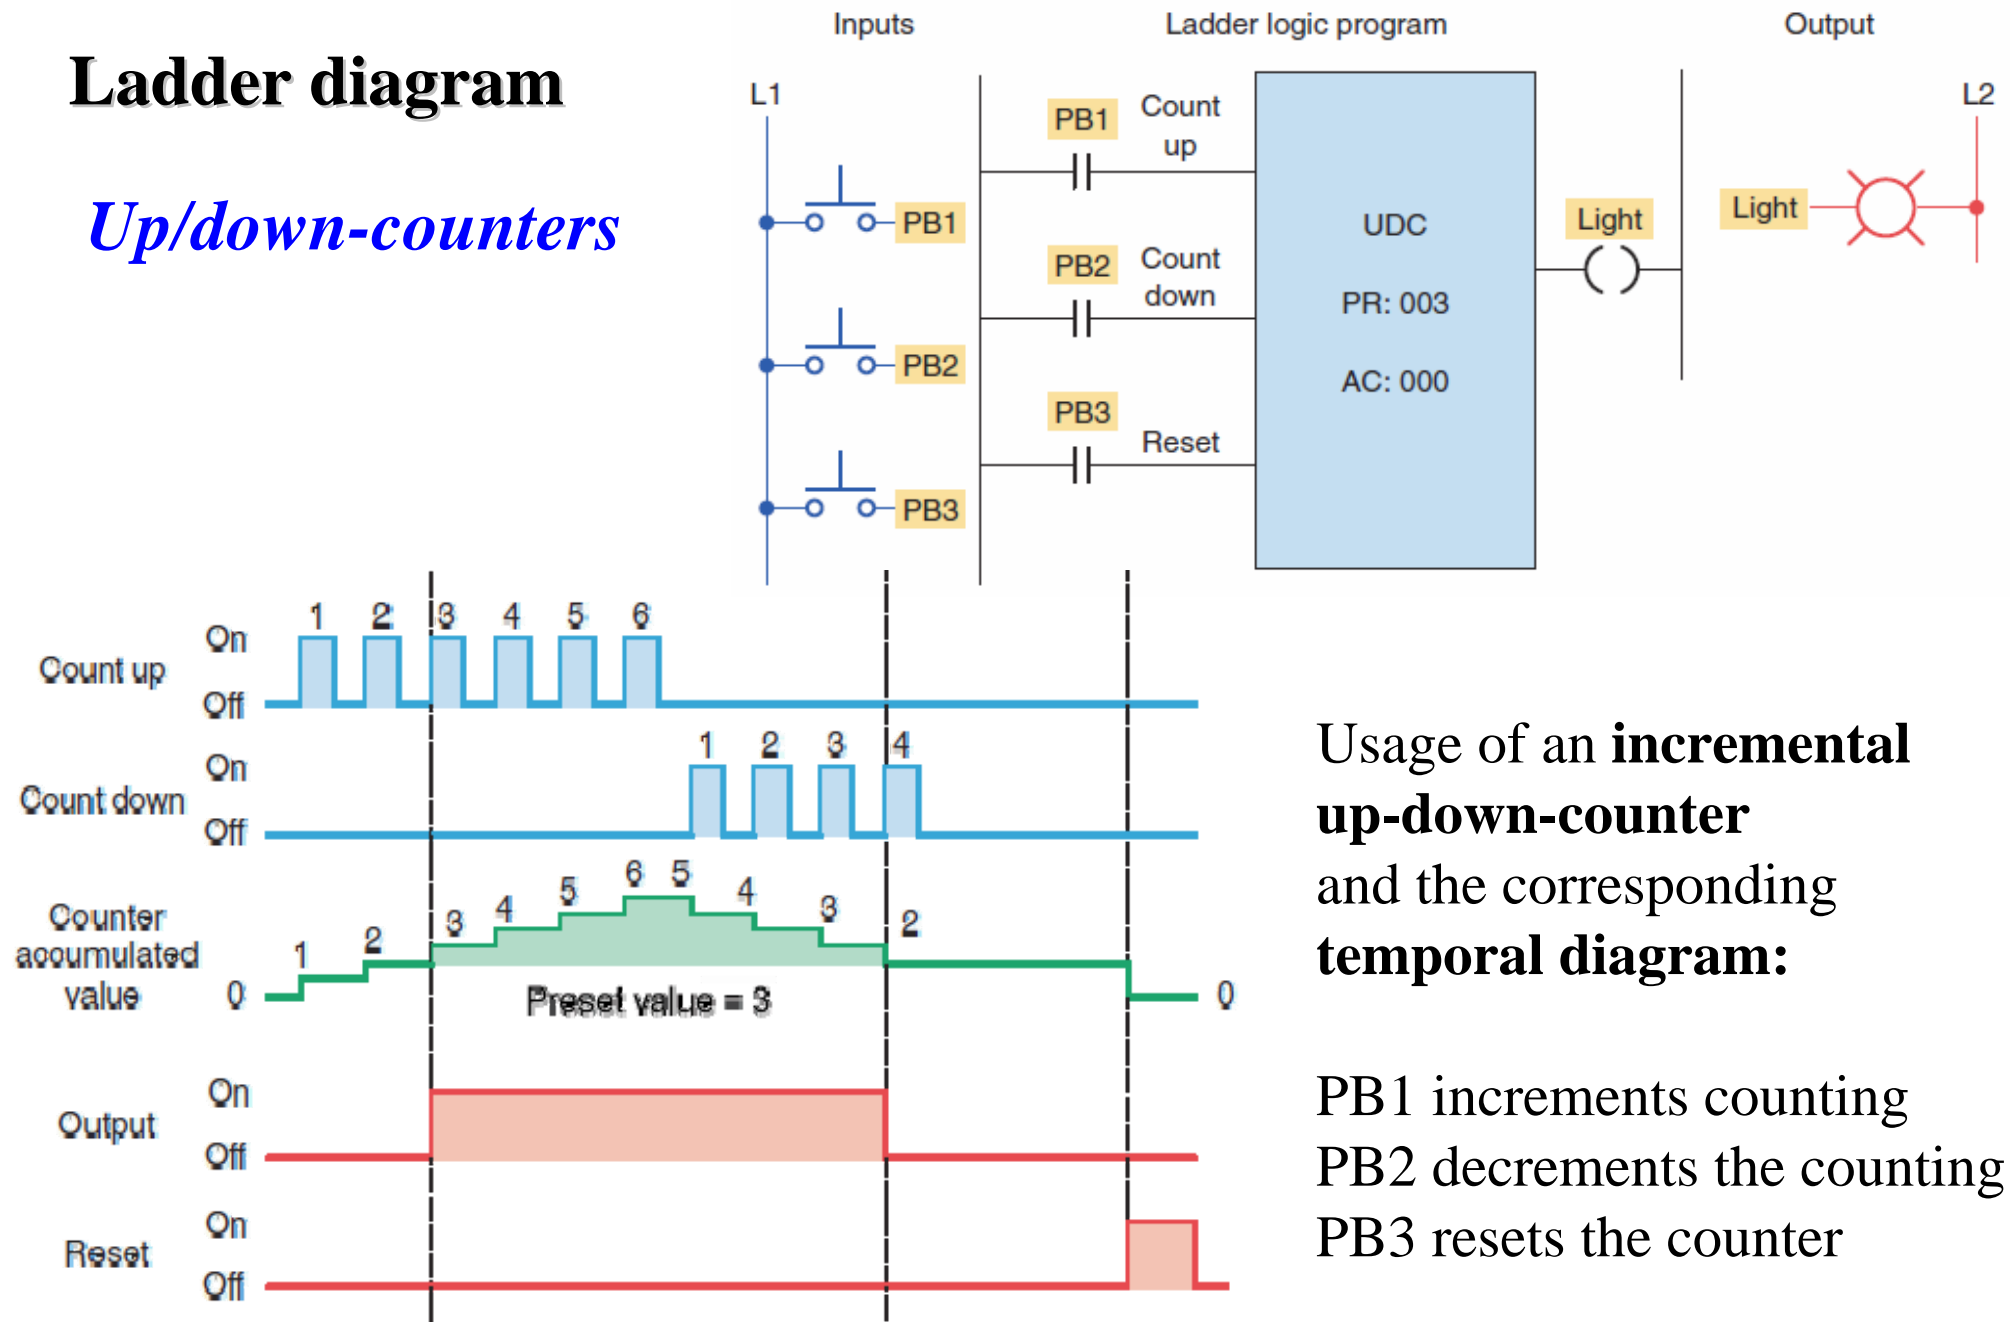 Ladder diagram
Up/down-counters
Inputs
Ladder logic program
Output
L1
PB1
PB2
PB3
PB1
Count
up
PB2
Count
down
PB3
Reset
UDC
PR: 003
AC: 000
Light
Light
L2
Count up
On
Off
1 2 3 4 5 6
Count down
On
Off
1 2 3 4
Counter
accumulated
value
0
1 2 3 4 5 6 5 4 3 2
0
Preset value = 3
Output
On
Off
Reset
On
Off
Usage of an incremental
up-down-counter
and the corresponding
temporal diagram:
PB1 increments counting
PB2 decrements the counting
PB3 resets the counter